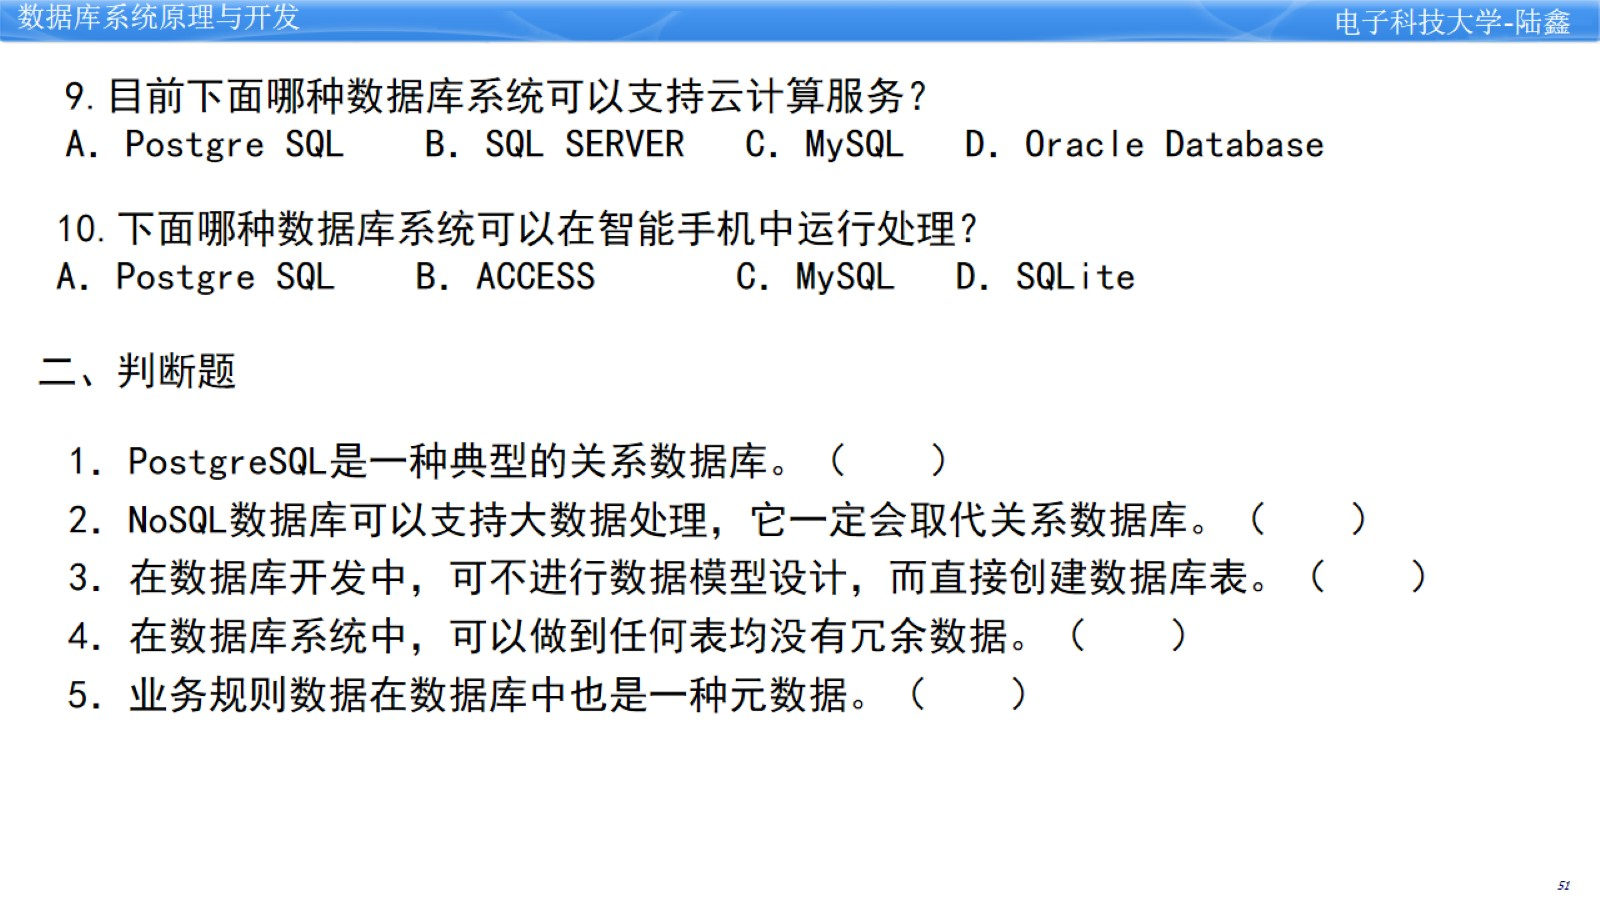 数据库系统原理与开发
电子科技大学-陆鑫
9.目前下面哪种数据库系统可以支持云计算服务？
A. Postgre SQL B. SQL SERVER C. MySQL D. Oracle Database
10.下面哪种数据库系统可以在智能手机中运行处理？
A. Postgre SQL B. ACCESS C. MySQL D. SQLite
二、判断题
1. PostgreSQL是一种典型的关系数据库。（ ）
2. NoSQL数据库可以支持大数据处理，它一定会取代关系数据库。（ ）
3. 在数据库开发中，可不进行数据模型设计，而直接创建数据库表。（ ）
4. 在数据库系统中，可以做到任何表均没有冗余数据。（ ）
5. 业务规则数据在数据库中也是一种元数据。（ ）
51